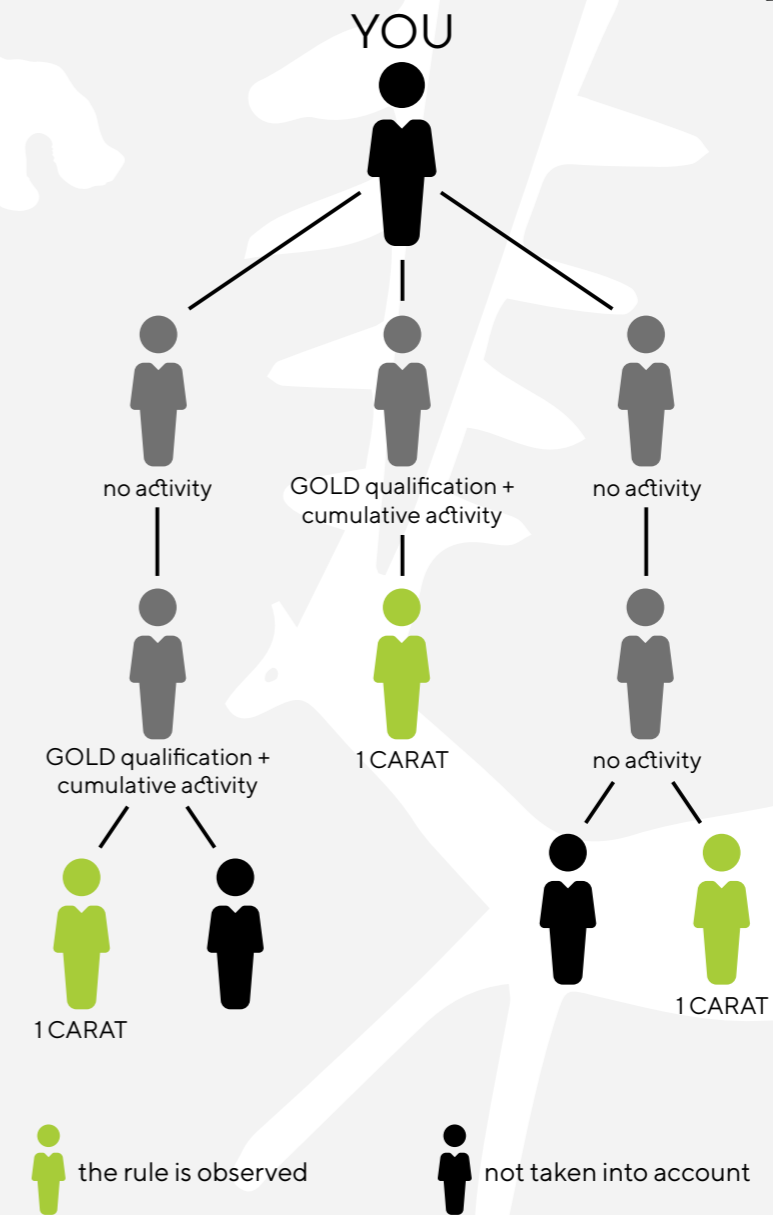 YOU
no activity
GOLD qualification +
cumulative activity
no activity
GOLD qualification +
cumulative activity
1 CARAT
no activity
1 CARAT
1 CARAT
the rule is observed
not taken into account